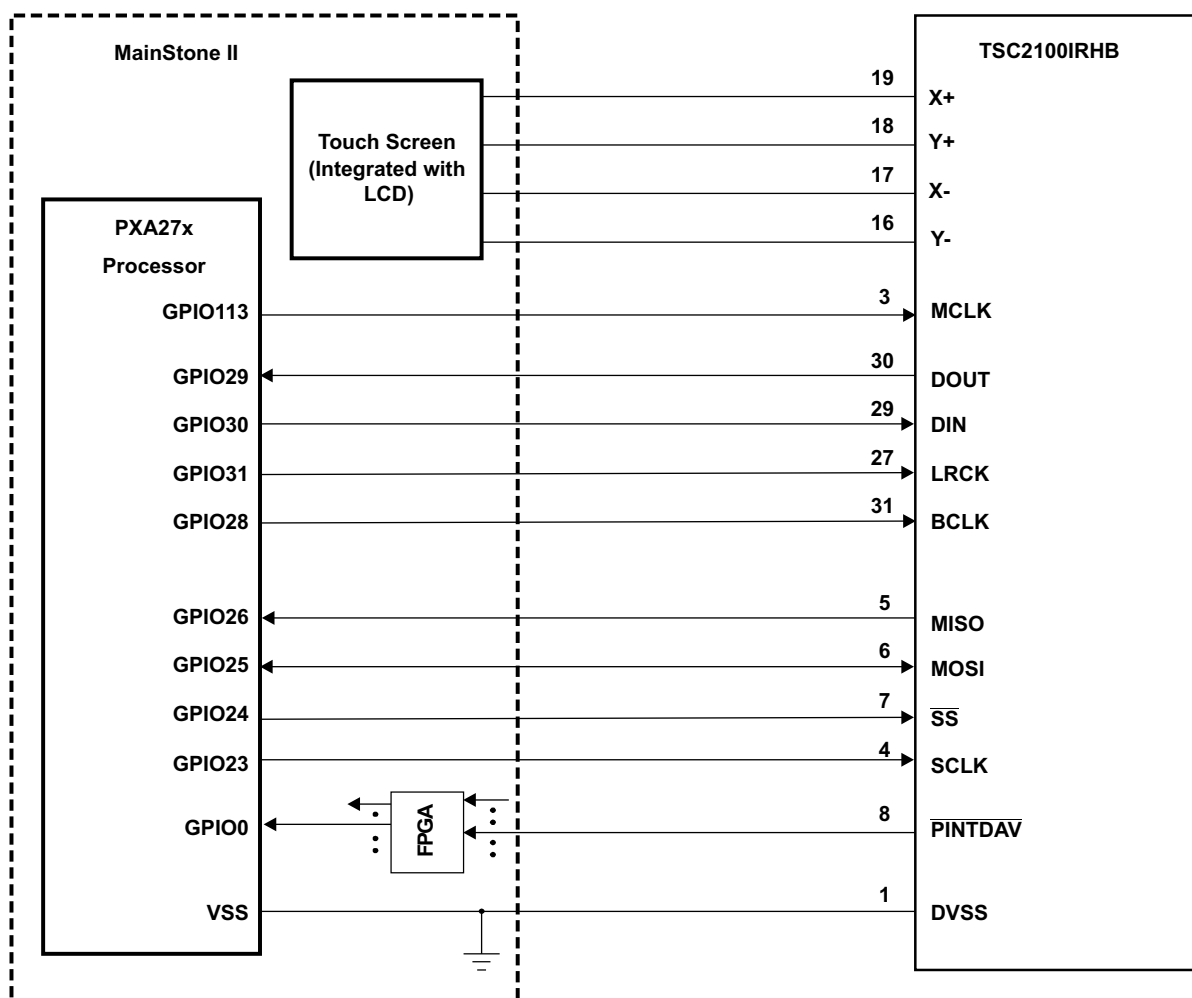 MainStone II
TSC2100IRHB
Touch Screen
(Integrated with
LCD)
19
X+
18
Y+
17
X-
16
Y-
PXA27x
Processor
GPIO113
3
MCLK
GPIO29
30
DOUT
GPIO30
29
DIN
GPIO31
27
LRCK
GPIO28
31
BCLK
GPIO26
5
MISO
GPIO25
6
MOSI
GPIO24
7
SS
GPIO23
4
SCLK
GPIO0
FPGA
8
PINTDAV
VSS
1
DVSS